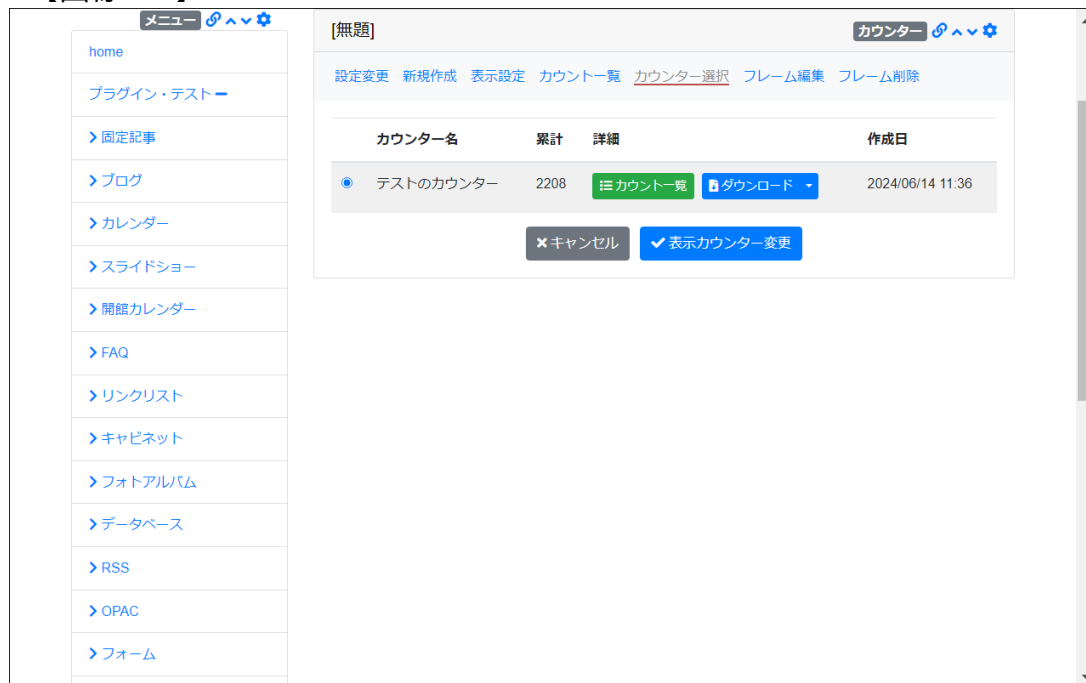 メニュー
home
プラグイン・テスト
固定記事
ブログ
カレンダー
スライドショー
開館カレンダー
FAQ
リンクリスト
キャビネット
フォトアルバム
データベース
RSS
OPAC
フォーム
[無題] カウンター
設定変更 新規作成 表示設定 カウント一覧 カウンター選択 フレーム編集 フレーム削除
カウンター名 累計 詳細 作成日
テストのカウンター 2208 カウント一覧 ダウンロード 2024/06/14 11:36
キャンセル 表示カウンター変更